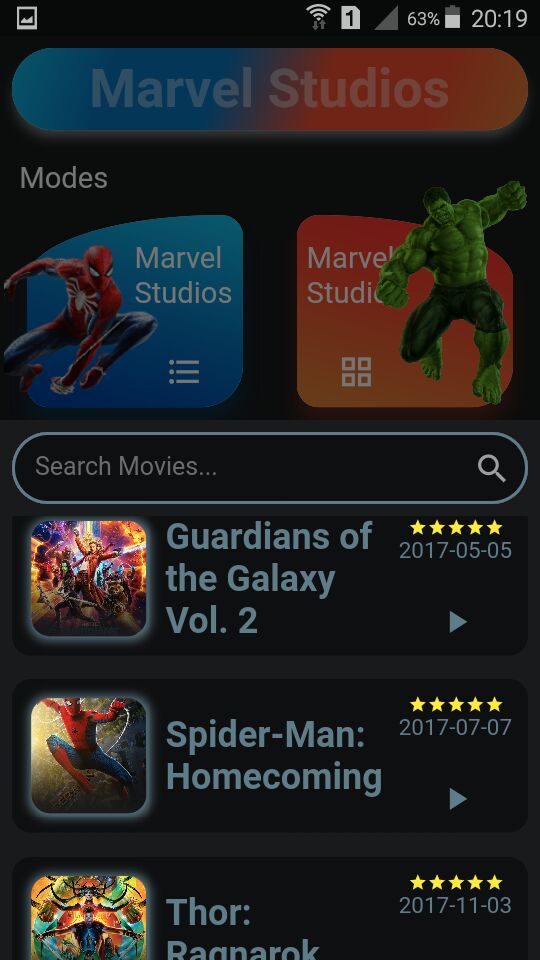 1 63% 20:19
Marvel Studios
Modes
Marvel
Studios
Marvel
Studio
Search Movies...
Guardians of
the Galaxy
Vol. 2
2017-05-05
Spider-Man:
Homecoming
2017-07-07
Thor:
Ragnarok
2017-11-03